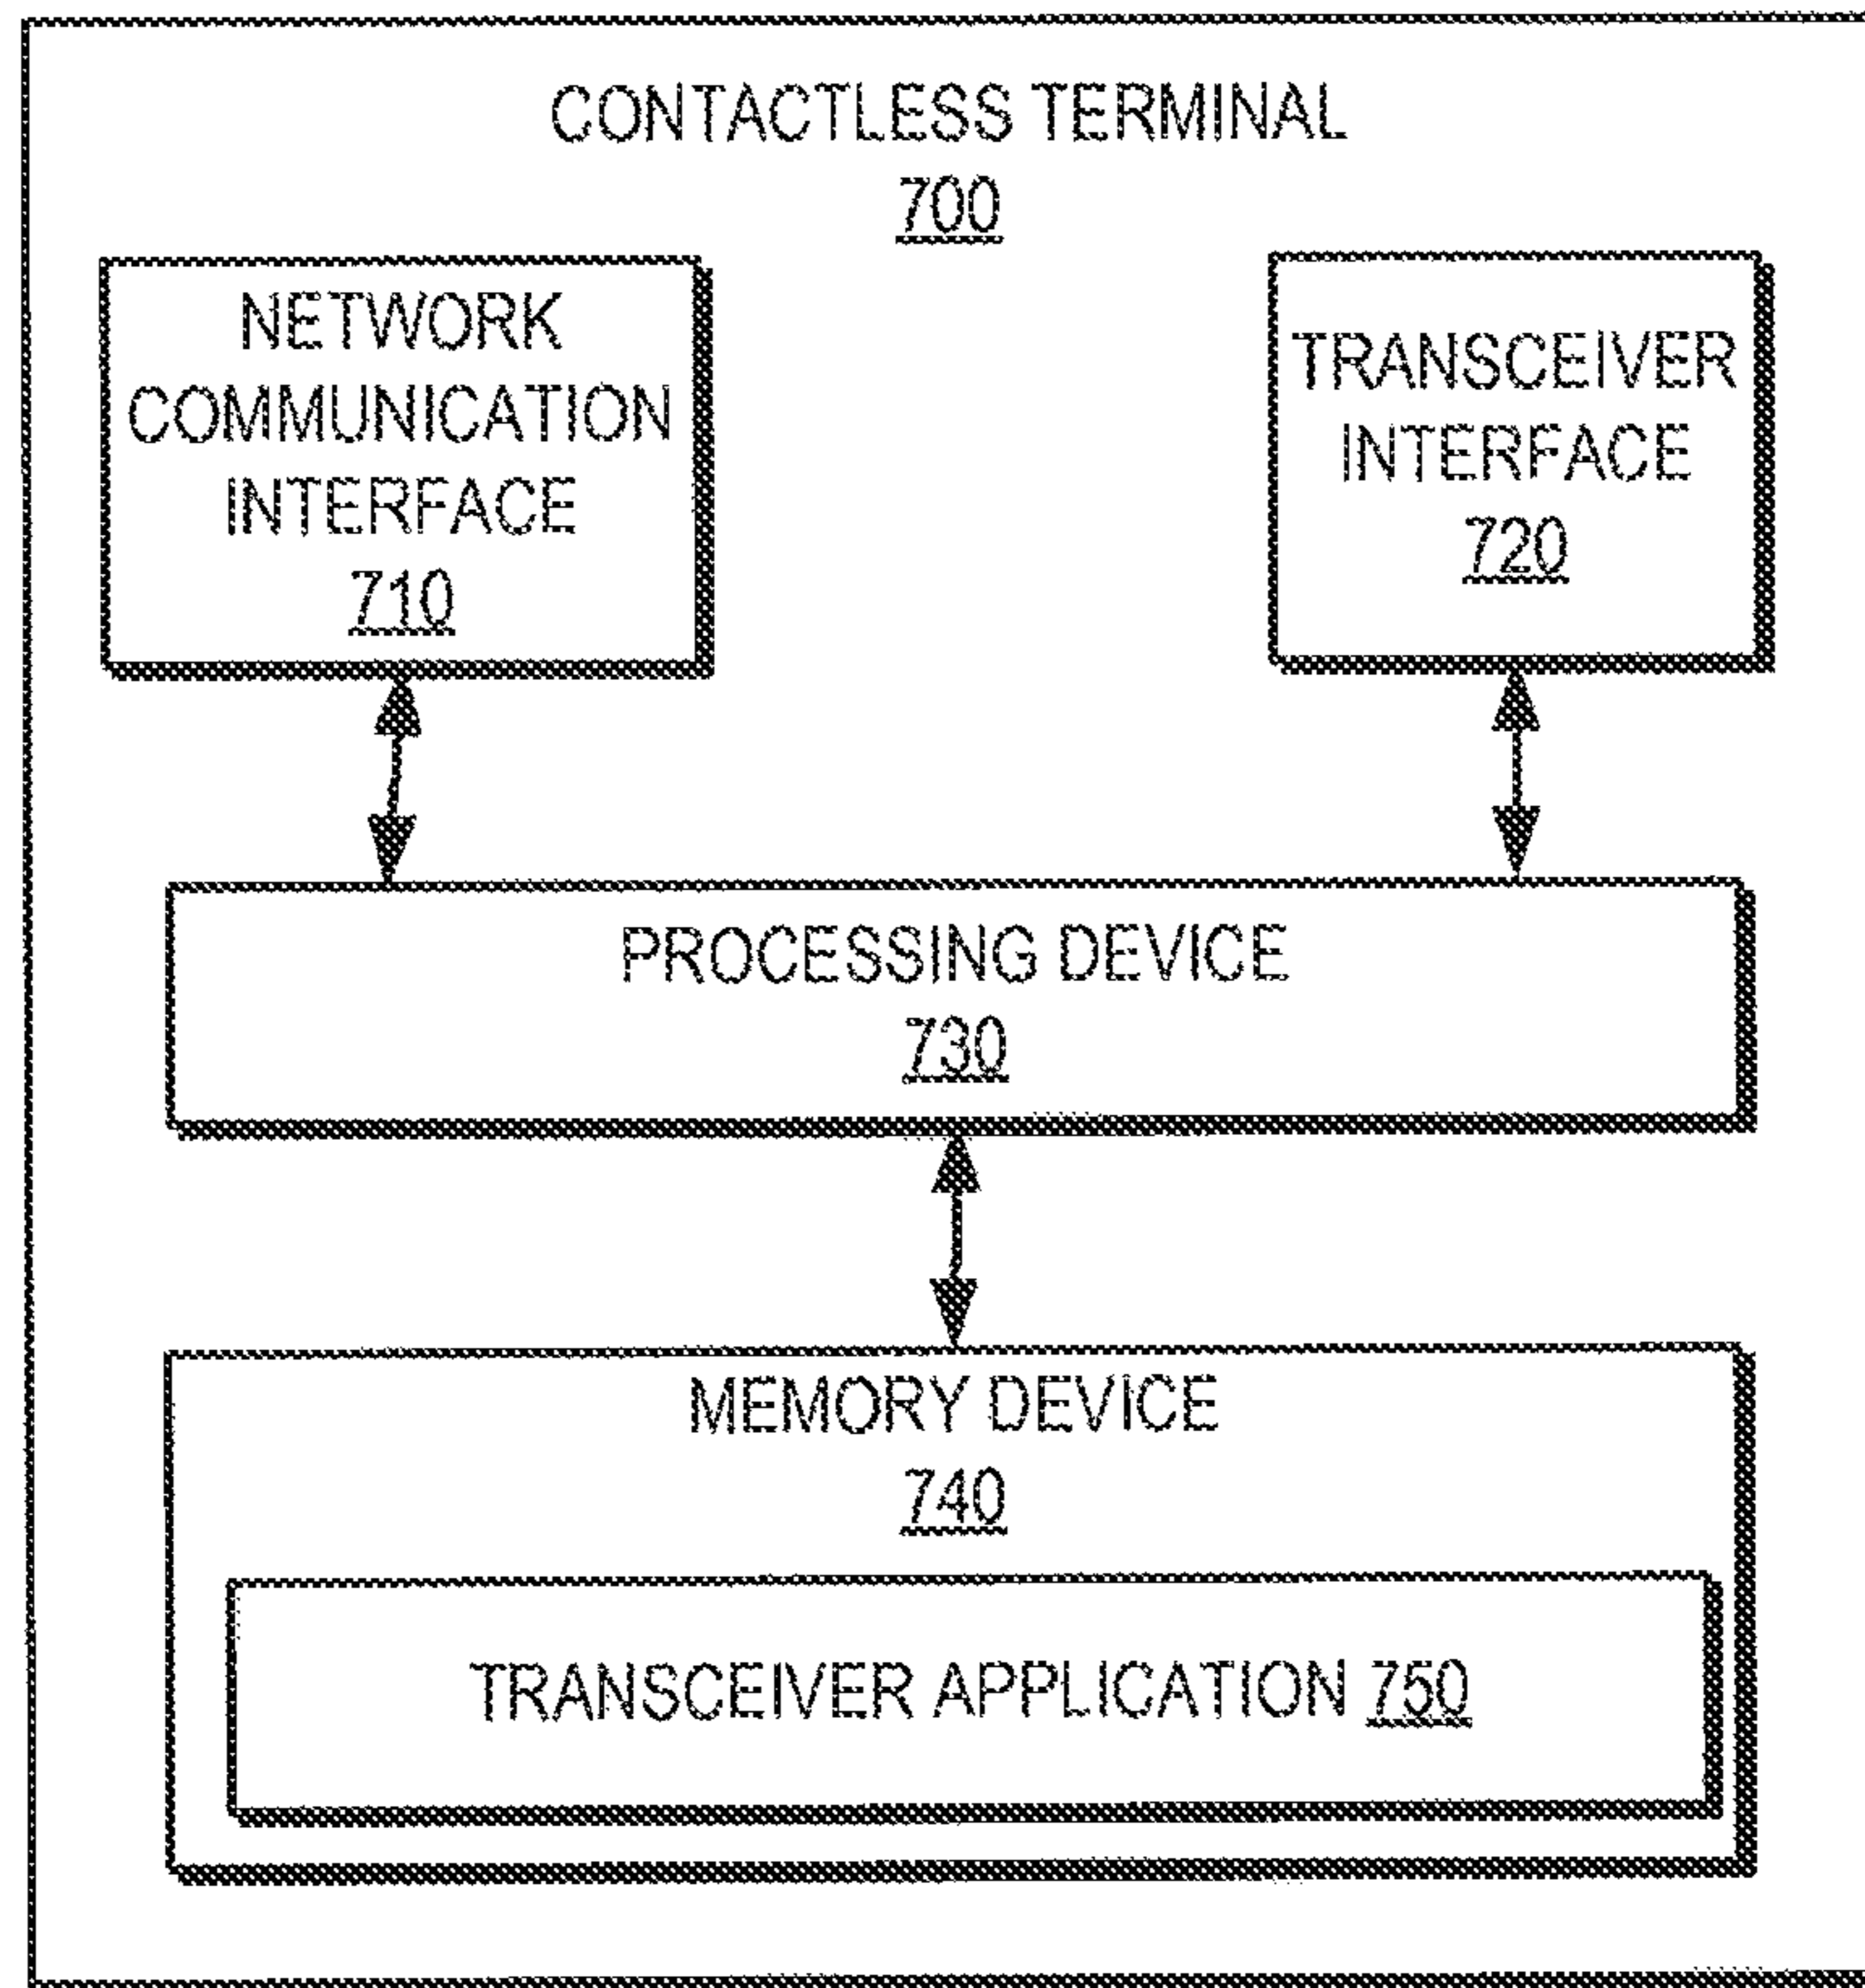 CONTACTLESS TERMINAL
700
NETWORK
COMMUNICATION
INTERFACE
710
TRANSCEIVER
INTERFACE
720
PROCESSING DEVICE
730
MEMORY DEVICE
740
TRANSCEIVER APPLICATION 750